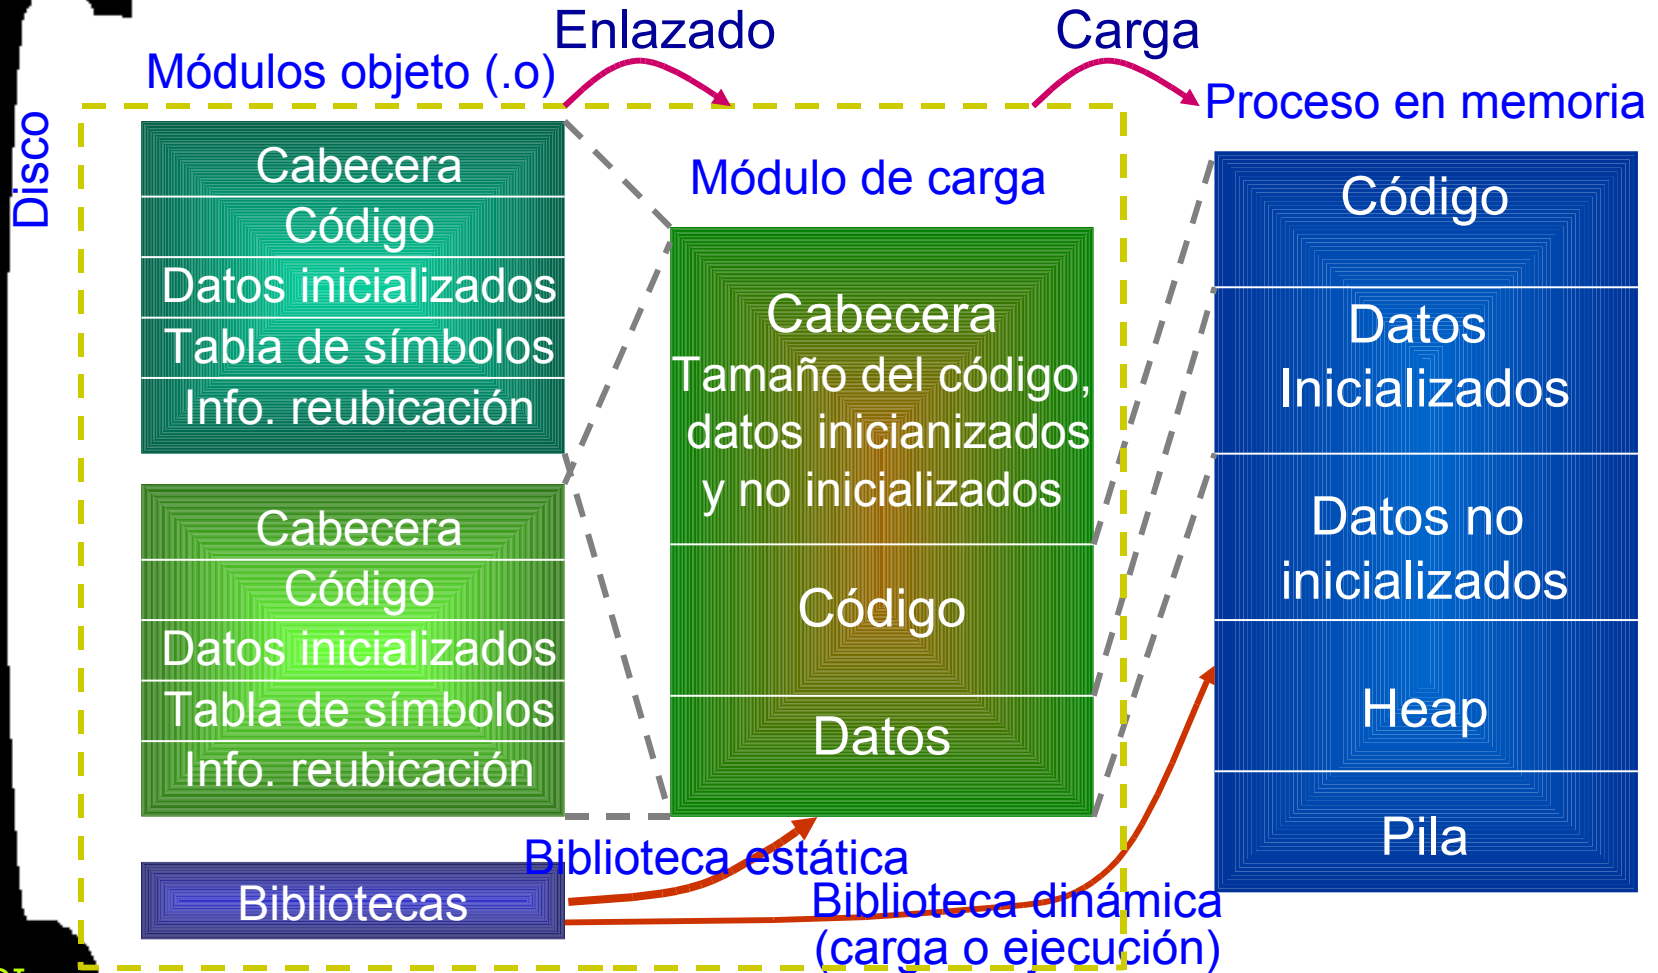 Enlazado
Carga
Módulos objeto (.o)
Proceso en memoria
Disco
Cabecera
Código
Datos inicializados
Tabla de símbolos
Info. reubicación
Cabecera
Código
Datos inicializados
Tabla de símbolos
Info. reubicación
Bibliotecas
Módulo de carga
Cabecera
Tamaño del código,
datos inicianizados
y no inicializados
Código
Datos
Biblioteca estática
Biblioteca dinámica
(carga o ejecución)
Código
Datos
Inicializados
Datos no
inicializados
Heap
Pila